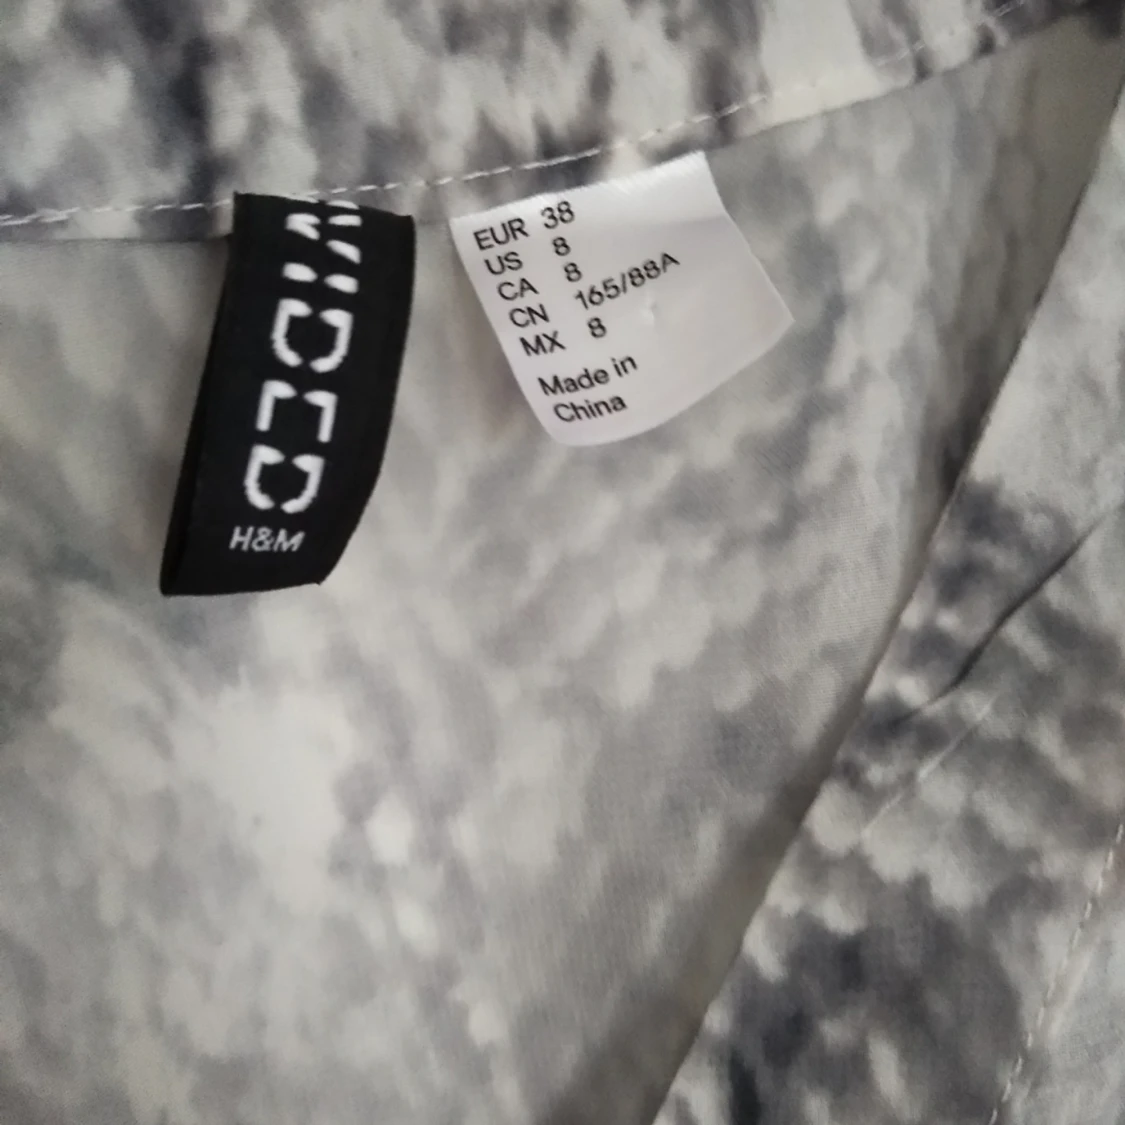 H&M
EUR 38
US 8
CA 8
CN 165/88A
MX 8
Made in
China